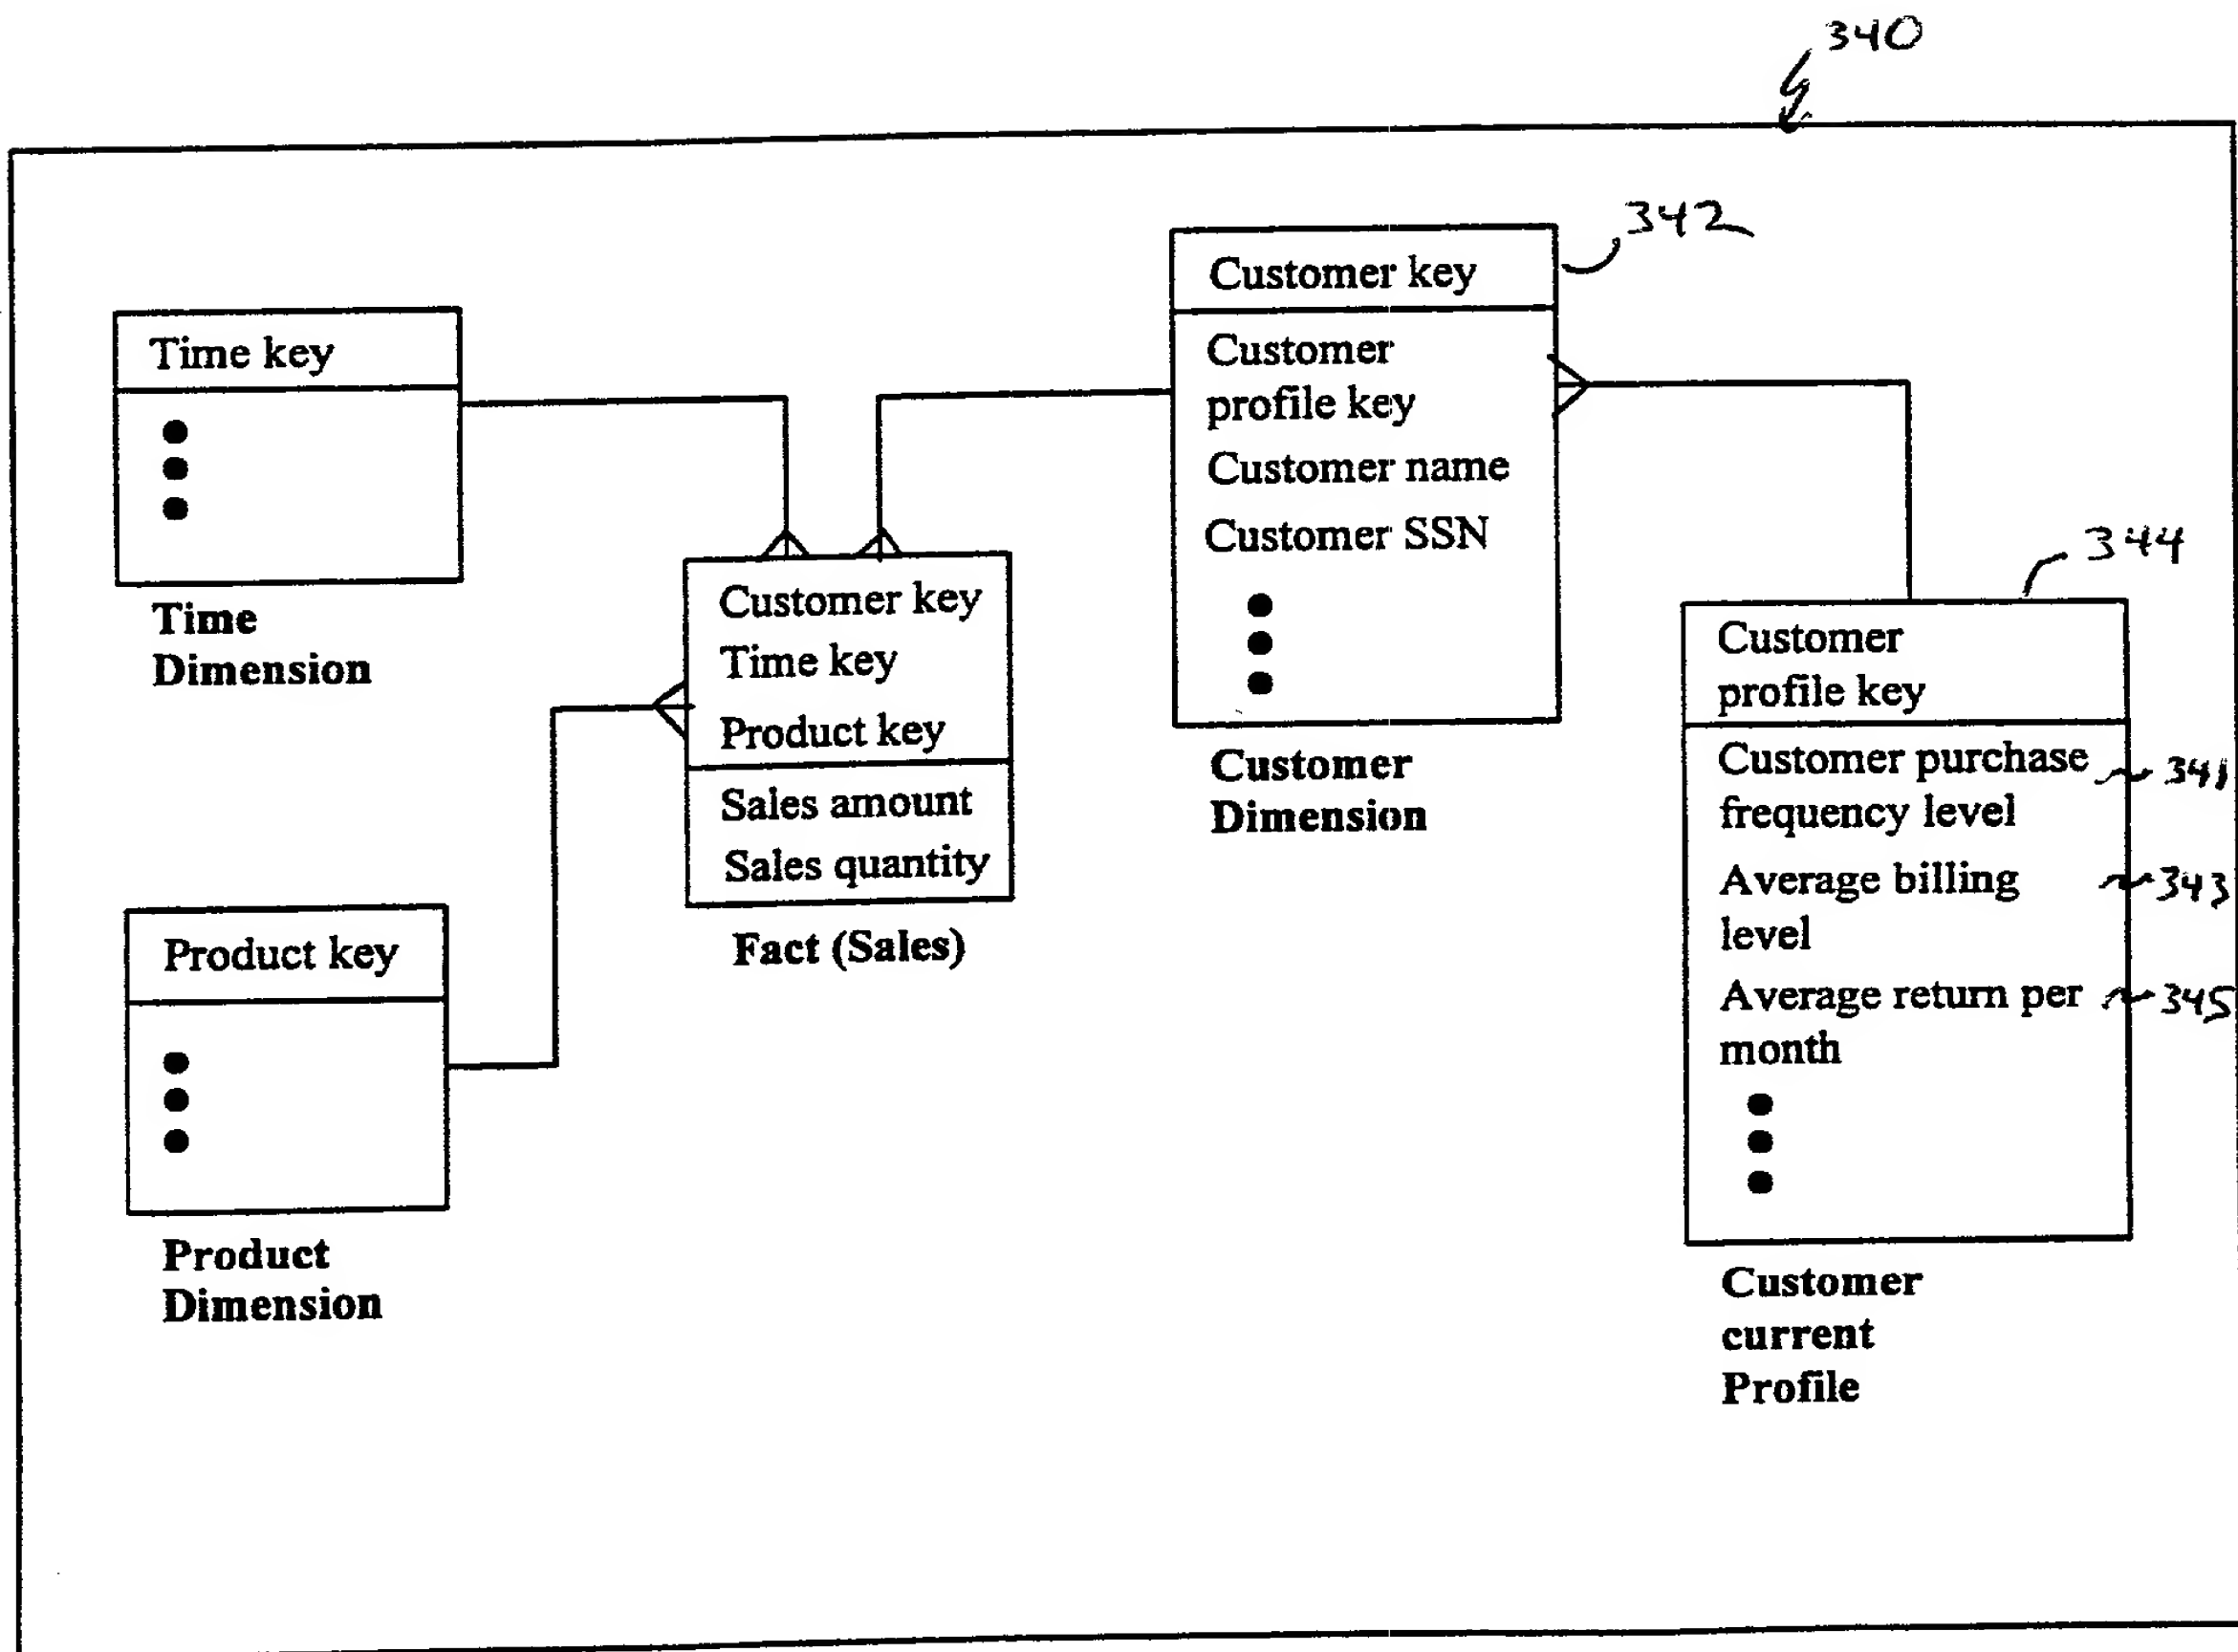 340
Time key
Time
Dimension
Product key
Product
Dimension
Customer key
Time key
Product key
Sales amount
Sales quantity
Fact (Sales)
Customer key
342
Customer
profile key
Customer name
Customer SSN
Customer
Dimension
344
Customer
profile key
Customer purchase 341
frequency level
Average billing 343
level
Average return per 345
month
Customer
current
Profile